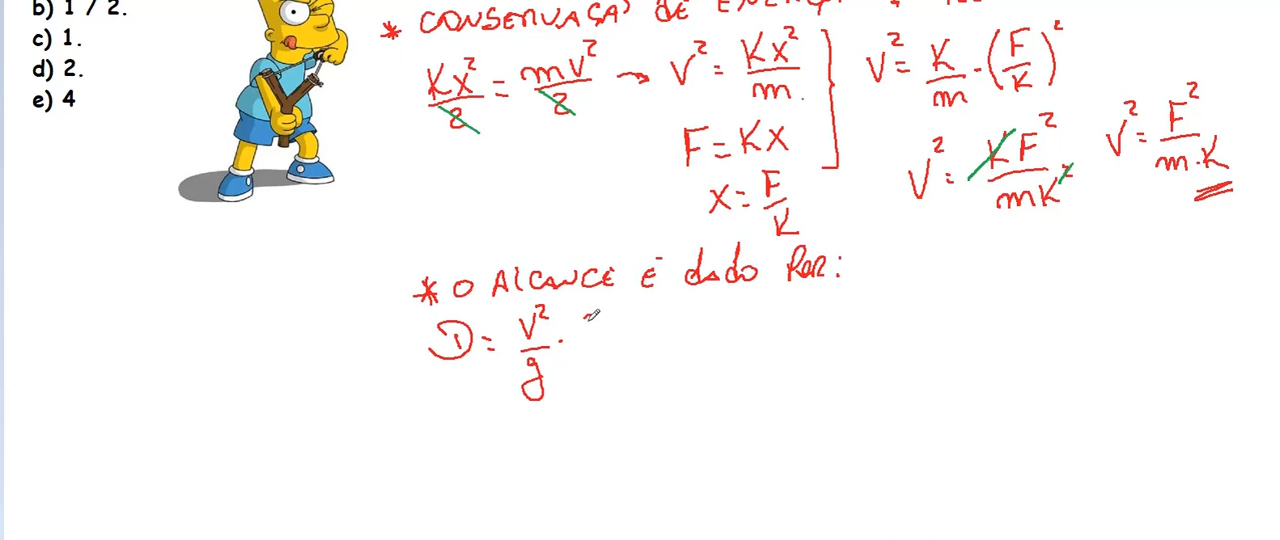 b) 1 / 2.
c) 1.
d) 2.
e) 4
* CONSERVAÇÃO DE
Kx²/2 = mv²/2 → V² = Kx²/m
F = KX
X = F/K
V² = K/m · (F/K)²
V² = KF²/mK²
V² = F²/m.K
* O ALCANCE É dado POR:
D = V²/g ·